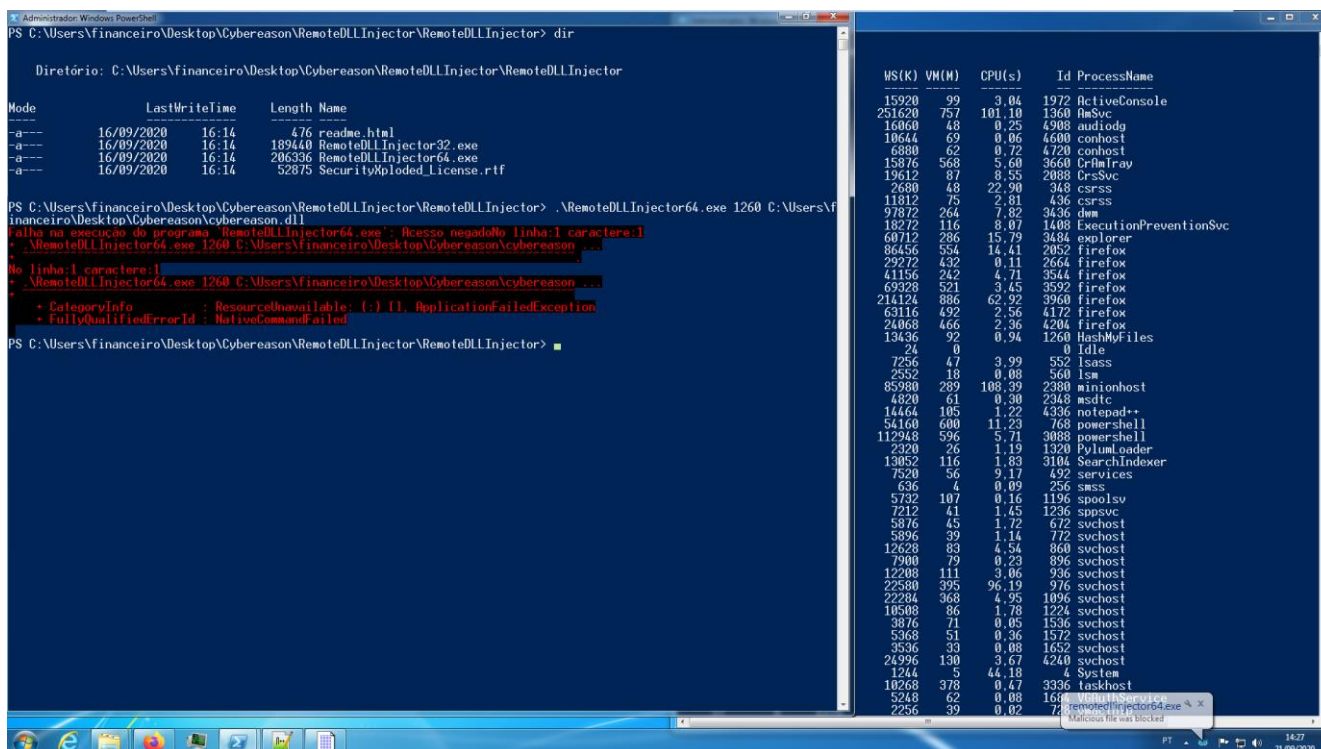 Administrador: Windows PowerShell
PS C:\Users\financeiro\Desktop\Cybereason\RemoteDLLInjector\RemoteDLLInjector> dir
Diretório: C:\Users\financeiro\Desktop\Cybereason\RemoteDLLInjector\RemoteDLLInjector
Mode LastWriteTime Length Name
---- ------------- ------ ----
-a--- 16/09/2020 16:14 476 readme.html
-a--- 16/09/2020 16:14 189440 RemoteDLLInjector32.exe
-a--- 16/09/2020 16:14 206336 RemoteDLLInjector64.exe
-a--- 16/09/2020 16:14 52875 SecurityXploded_License.rtf
PS C:\Users\financeiro\Desktop\Cybereason\RemoteDLLInjector\RemoteDLLInjector> .\RemoteDLLInjector64.exe 1260 C:\Users\f
inanceiro\Desktop\Cybereason\cybereason.dll
Falha na execução do programa 'RemoteDLLInjector64.exe': Acesso negadoNo linha:1 caractere:1
+ .\RemoteDLLInjector64.exe 1260 C:\Users\financeiro\Desktop\Cybereason\cybereason ...
+ ~~~~~~~~~~~~~~~~~~~~~~~~~~~~~~~~~~~~~~~~~~~~~~~~~~~~~~~~~~~~~~~~~~~~~~~~~~~~~~~~.
No linha:1 caractere:1
+ .\RemoteDLLInjector64.exe 1260 C:\Users\financeiro\Desktop\Cybereason\cybereason ...
+ ~~~~~~~~~~~~~~~~~~~~~~~~~~~~~~~~~~~~~~~~~~~~~~~~~~~~~~~~~~~~~~~~~~~~~~~~~~~~~~~~
+ CategoryInfo : ResourceUnavailable: (:) [], ApplicationFailedException
+ FullyQualifiedErrorId : NativeCommandFailed
PS C:\Users\financeiro\Desktop\Cybereason\RemoteDLLInjector\RemoteDLLInjector>
WS(K) VM(M) CPU(s) Id ProcessName
----- ----- ------ -- -----------
15920 99 3,04 1972 ActiveConsole
251620 757 101,10 1360 AmSvc
16060 48 0,25 4908 audiodg
10644 69 0,06 4600 conhost
6880 62 0,72 4720 conhost
15876 568 5,60 3660 CrAmTray
19612 87 8,55 2088 CrsSvc
2680 48 22,90 348 csrss
11812 75 2,81 436 csrss
97872 264 7,82 3436 dwm
18272 116 8,07 1408 ExecutionPreventionSvc
60712 286 15,79 3484 explorer
86456 554 14,41 2052 firefox
29272 432 0,11 2664 firefox
41156 242 4,71 3544 firefox
69328 521 3,45 3592 firefox
214124 886 62,92 3960 firefox
63116 492 2,56 4172 firefox
24068 466 2,36 4204 firefox
13436 92 0,94 1260 HashMyFiles
24 0 0 Idle
7256 47 3,99 552 lsass
2552 18 0,08 560 lsm
85980 289 108,39 2380 minionhost
4820 61 0,30 2348 msdtc
14464 105 1,22 4336 notepad++
54160 600 11,23 768 powershell
112948 596 5,71 3088 powershell
2320 26 1,19 1320 PylumLoader
13052 116 1,83 3104 SearchIndexer
7520 56 9,17 492 services
636 4 0,09 256 smss
5732 107 0,16 1196 spoolsv
7212 41 1,45 1236 sppsvc
5876 45 1,72 672 svchost
5896 39 1,14 772 svchost
12628 83 4,54 860 svchost
7900 79 0,23 896 svchost
12208 111 3,06 936 svchost
22580 395 96,19 976 svchost
22284 368 4,95 1096 svchost
10508 86 1,78 1224 svchost
3876 71 0,05 1536 svchost
5368 51 0,36 1572 svchost
3536 33 0,08 1652 svchost
24996 130 3,67 4240 svchost
1244 5 44,18 4 System
10268 378 0,47 3336 taskhost
5248 62 0,08 VGAuthService
2256 39 0,02
remotedllinjector64.exe
Malicious file was blocked
PT
14:27
21/09/2020